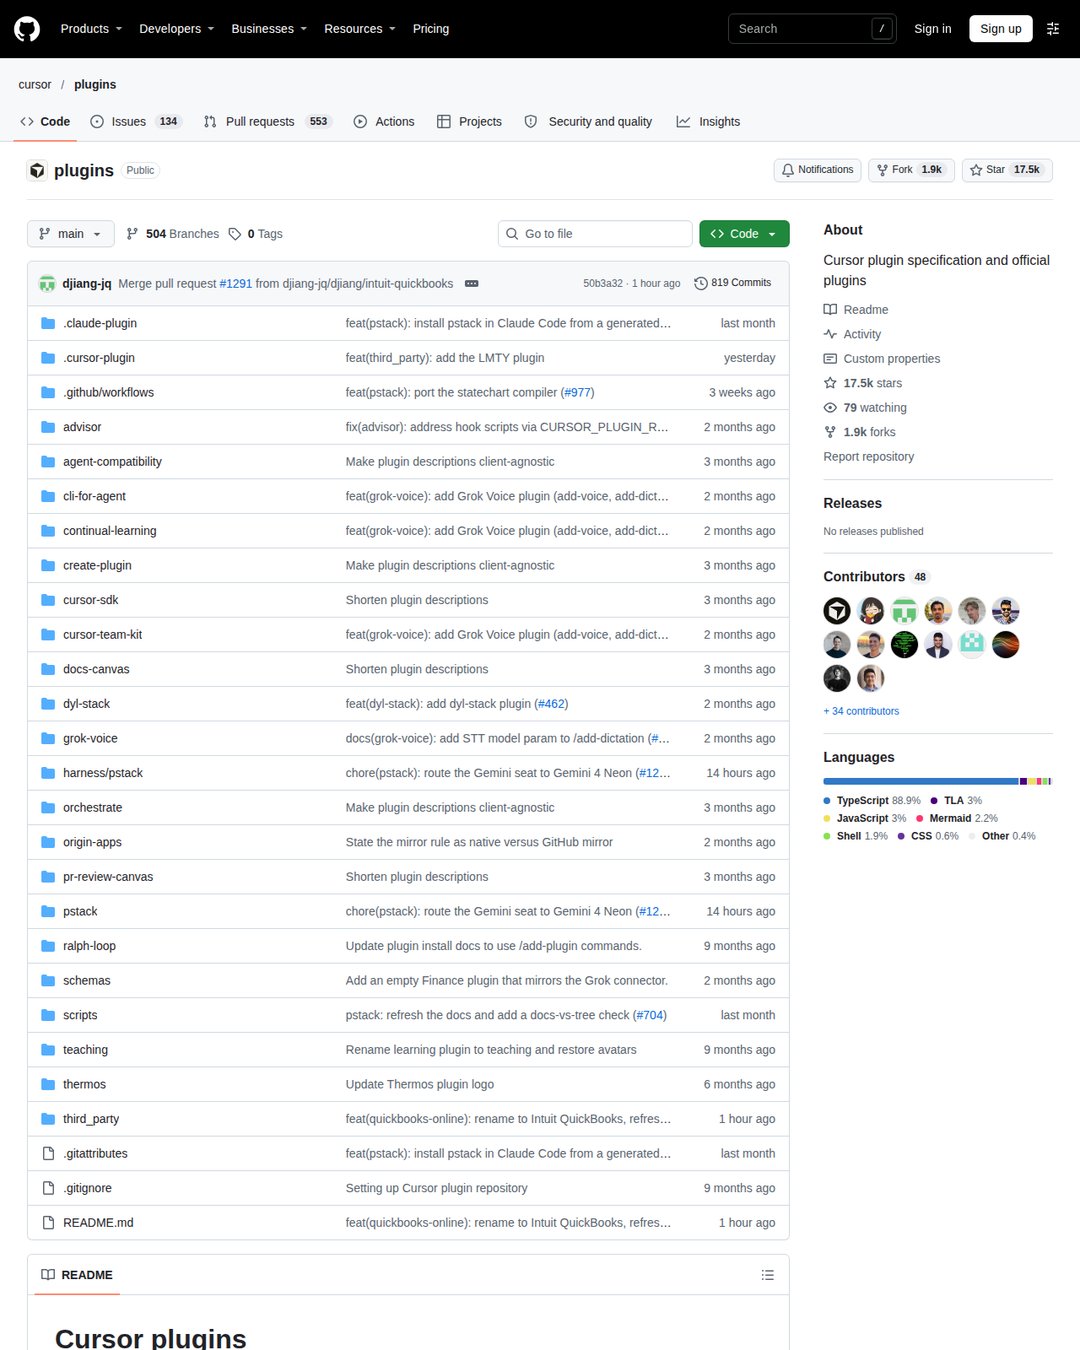 Products Developers Businesses Resources Pricing Search / Sign in Sign up
cursor / plugins
Code Issues 134 Pull requests 553 Actions Projects Security and quality Insights
plugins Public Notifications Fork 1.9k Star 17.5k
main 504 Branches 0 Tags Go to file Code
djiang-jq Merge pull request #1291 from djiang-jq/djiang/intuit-quickbooks 50b3a32 · 1 hour ago 819 Commits
.claude-plugin feat(pstack): install pstack in Claude Code from a generated… last month
.cursor-plugin feat(third_party): add the LMTY plugin yesterday
.github/workflows feat(pstack): port the statechart compiler (#977) 3 weeks ago
advisor fix(advisor): address hook scripts via CURSOR_PLUGIN_R… 2 months ago
agent-compatibility Make plugin descriptions client-agnostic 3 months ago
cli-for-agent feat(grok-voice): add Grok Voice plugin (add-voice, add-dict… 2 months ago
continual-learning feat(grok-voice): add Grok Voice plugin (add-voice, add-dict… 2 months ago
create-plugin Make plugin descriptions client-agnostic 3 months ago
cursor-sdk Shorten plugin descriptions 3 months ago
cursor-team-kit feat(grok-voice): add Grok Voice plugin (add-voice, add-dict… 2 months ago
docs-canvas Shorten plugin descriptions 3 months ago
dyl-stack feat(dyl-stack): add dyl-stack plugin (#462) 2 months ago
grok-voice docs(grok-voice): add STT model param to /add-dictation (#… 2 months ago
harness/pstack chore(pstack): route the Gemini seat to Gemini 4 Neon (#12… 14 hours ago
orchestrate Make plugin descriptions client-agnostic 3 months ago
origin-apps State the mirror rule as native versus GitHub mirror 2 months ago
pr-review-canvas Shorten plugin descriptions 3 months ago
pstack chore(pstack): route the Gemini seat to Gemini 4 Neon (#12… 14 hours ago
ralph-loop Update plugin install docs to use /add-plugin commands. 9 months ago
schemas Add an empty Finance plugin that mirrors the Grok connector. 2 months ago
scripts pstack: refresh the docs and add a docs-vs-tree check (#704) last month
teaching Rename learning plugin to teaching and restore avatars 9 months ago
thermos Update Thermos plugin logo 6 months ago
third_party feat(quickbooks-online): rename to Intuit QuickBooks, refres… 1 hour ago
.gitattributes feat(pstack): install pstack in Claude Code from a generated… last month
.gitignore Setting up Cursor plugin repository 9 months ago
README.md feat(quickbooks-online): rename to Intuit QuickBooks, refres… 1 hour ago
README
Cursor plugins
About
Cursor plugin specification and official
plugins
Readme
Activity
Custom properties
17.5k stars
79 watching
1.9k forks
Report repository
Releases
No releases published
Contributors 48
+ 34 contributors
Languages
TypeScript 88.9% TLA 3%
JavaScript 3% Mermaid 2.2%
Shell 1.9% CSS 0.6% Other 0.4%